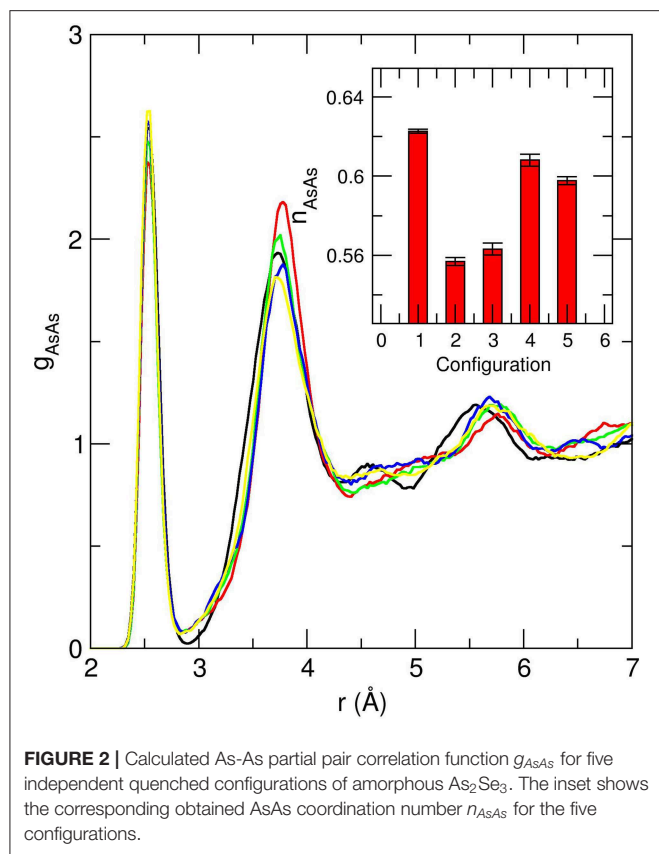 3
2
1
0
g_AsAs
2
3
4
5
6
7
r (Å)
0.64
0.6
0.56
n_AsAs
0
1
2
3
4
5
6
Configuration
FIGURE 2 | Calculated As-As partial pair correlation function g_AsAs for five
independent quenched configurations of amorphous As₂Se₃. The inset shows
the corresponding obtained AsAs coordination number n_AsAs for the five
configurations.